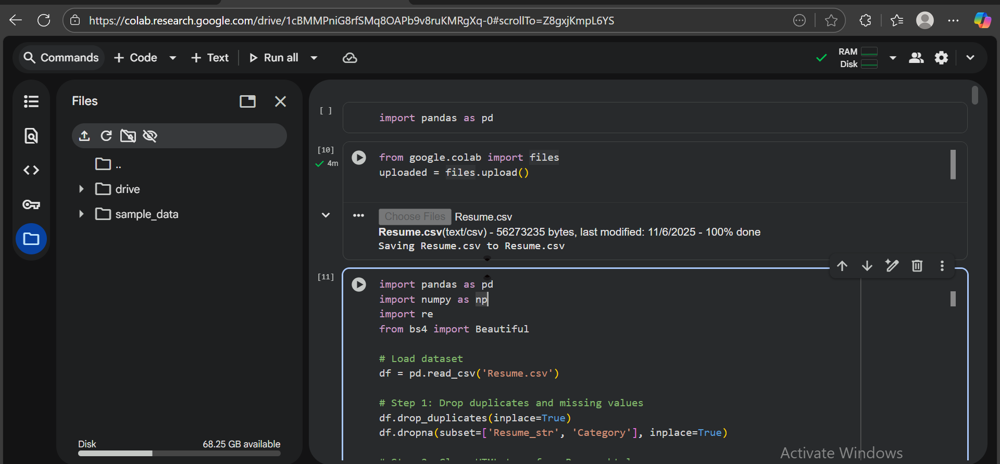 https://colab.research.google.com/drive/1cBMMPniG8rfSMq8OAPb9v8ruKMRgXq-0#scrollTo=Z8gxjKmpL6YS
Commands + Code + Text Run all
RAM
Disk
Files
..
drive
sample_data
Disk 68.25 GB available
[ ]
import pandas as pd
[10]
4m
from google.colab import files
uploaded = files.upload()
Choose Files Resume.csv
Resume.csv(text/csv) - 56273235 bytes, last modified: 11/6/2025 - 100% done
Saving Resume.csv to Resume.csv
[11]
import pandas as pd
import numpy as np
import re
from bs4 import Beautiful
# Load dataset
df = pd.read_csv('Resume.csv')
# Step 1: Drop duplicates and missing values
df.drop_duplicates(inplace=True)
df.dropna(subset=['Resume_str', 'Category'], inplace=True)
Activate Windows